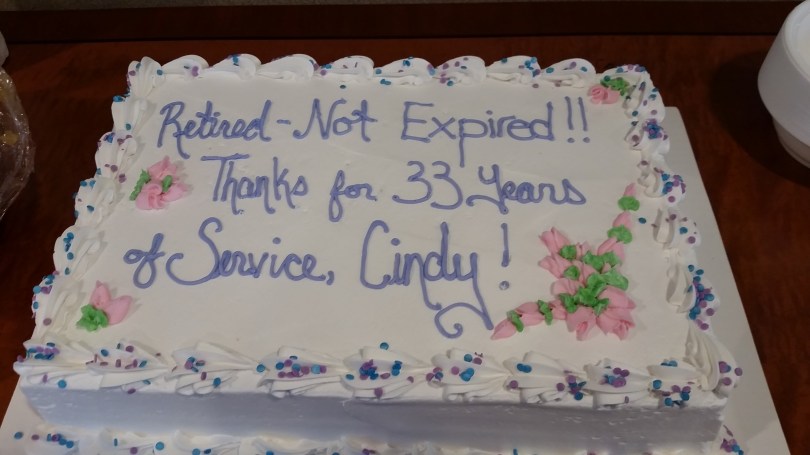 Retired-Not Expired!!
Thanks for 33 Years
of Service, Cindy!